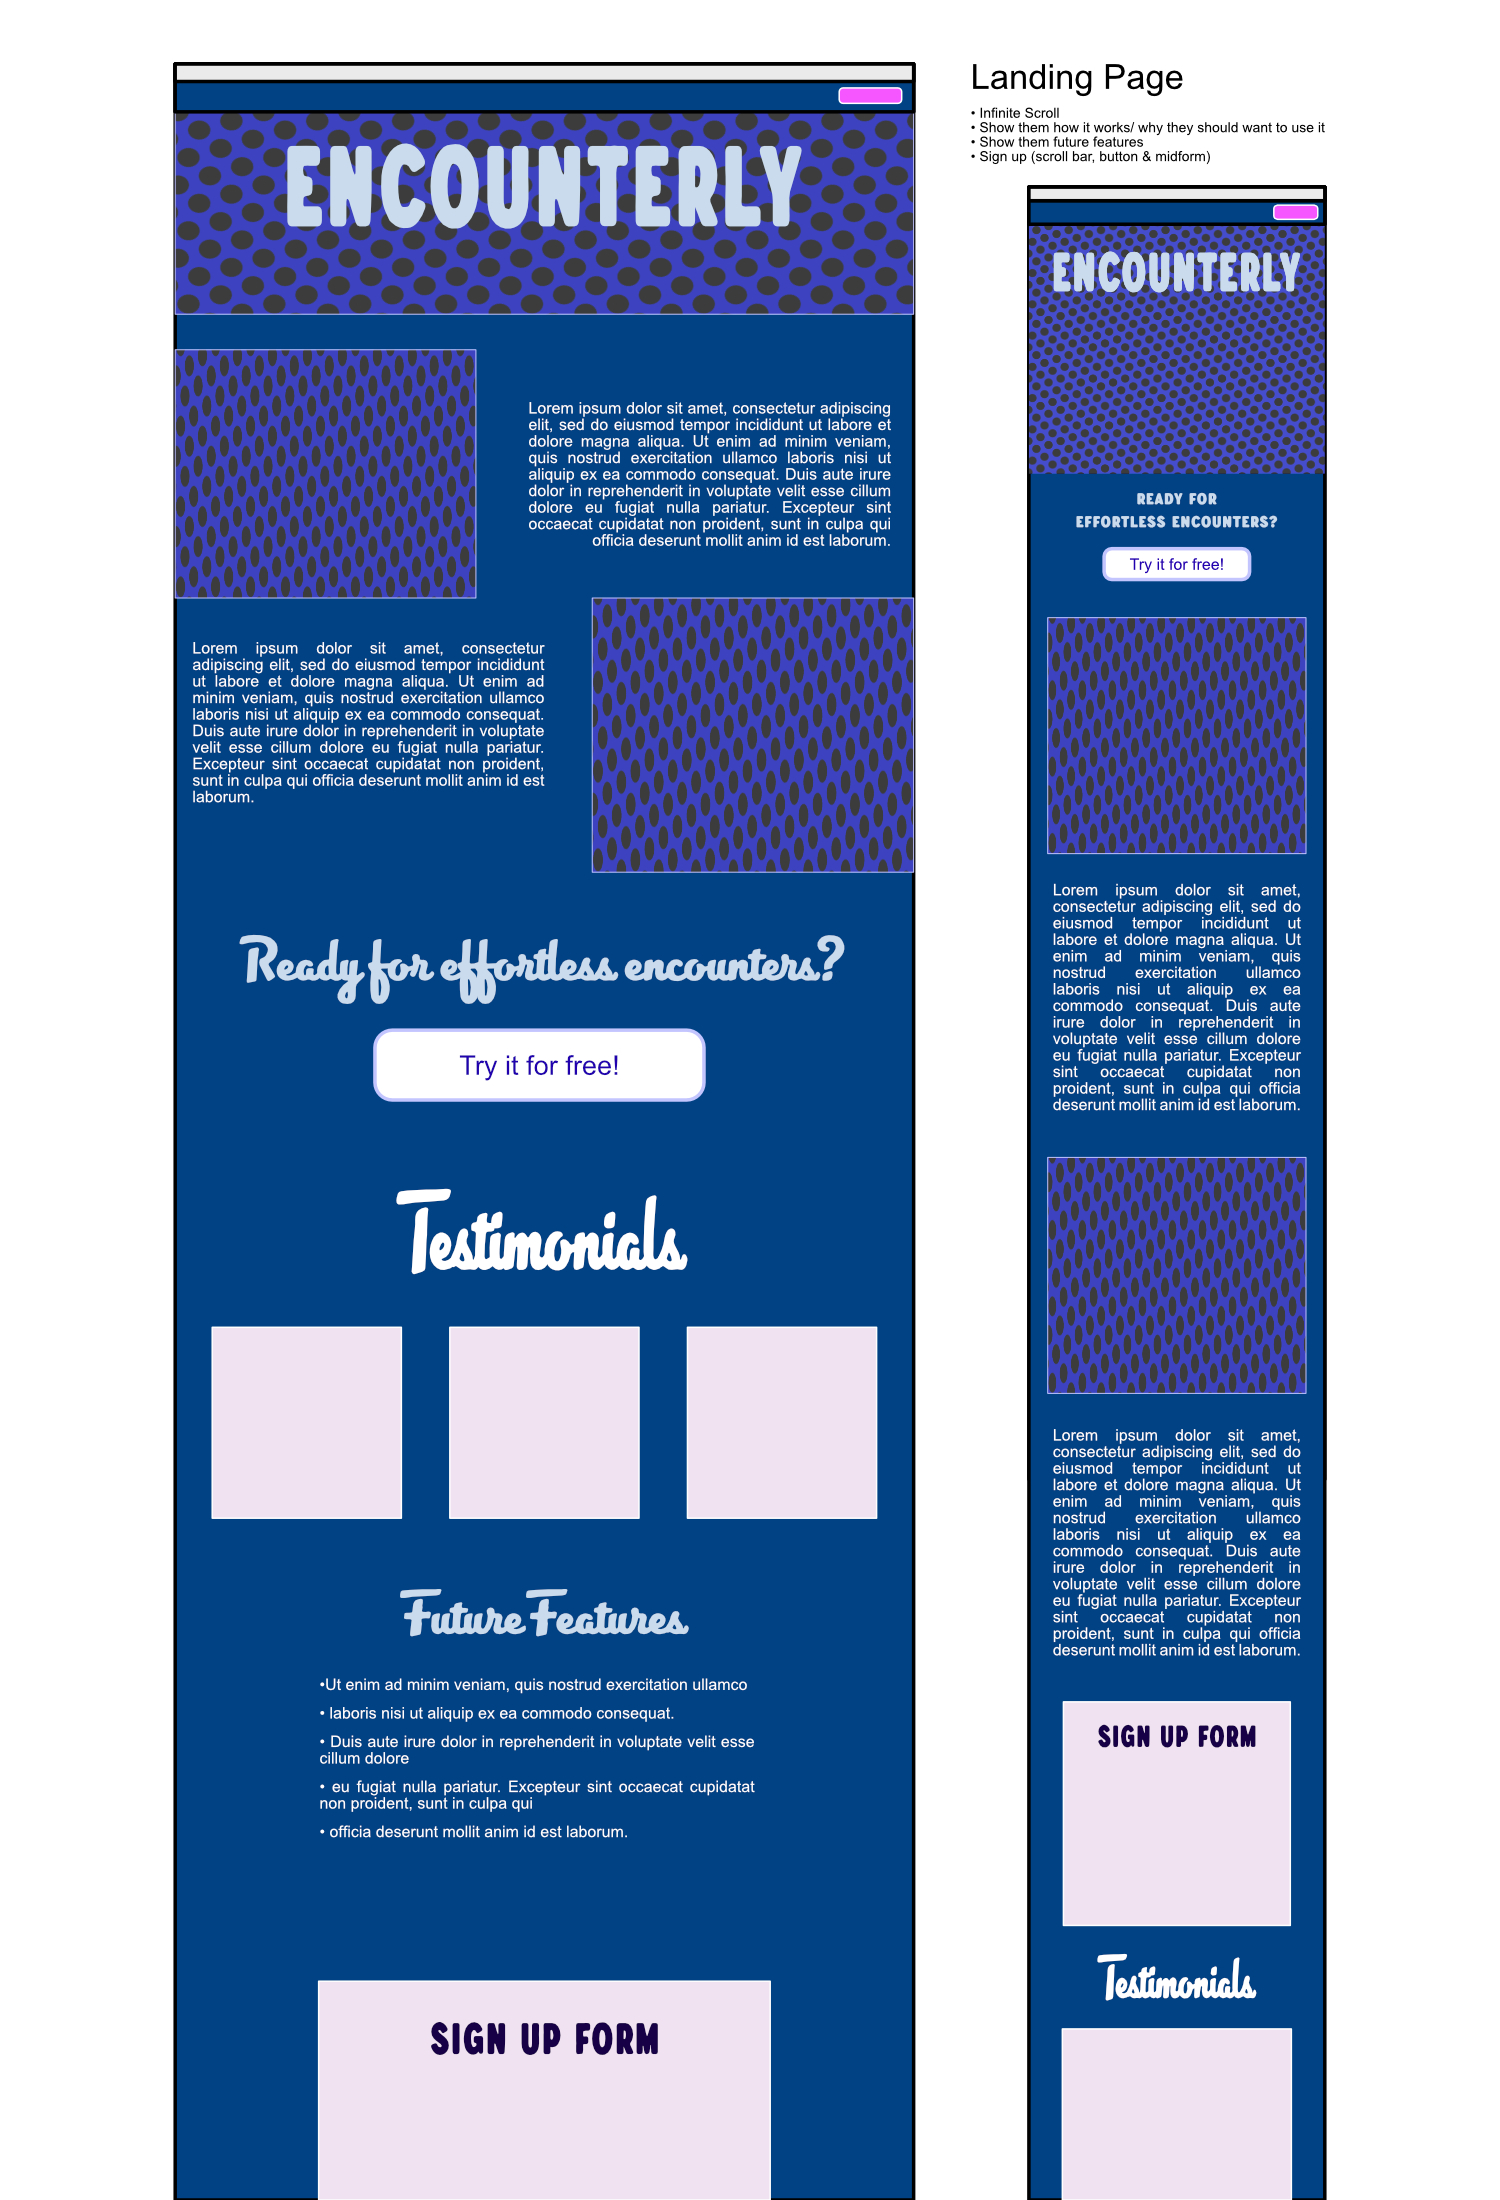 ENCOUNTERLY
Lorem ipsum dolor sit amet, consectetur adipiscing
elit, sed do eiusmod tempor incididunt ut labore et
dolore magna aliqua. Ut enim ad minim veniam,
quis nostrud exercitation ullamco laboris nisi ut
aliquip ex ea commodo consequat. Duis aute irure
dolor in reprehenderit in voluptate velit esse cillum
dolore eu fugiat nulla pariatur. Excepteur sint
occaecat cupidatat non proident, sunt in culpa qui
officia deserunt mollit anim id est laborum.
Lorem ipsum dolor sit amet, consectetur
adipiscing elit, sed do eiusmod tempor incididunt
ut labore et dolore magna aliqua. Ut enim ad
minim veniam, quis nostrud exercitation ullamco
laboris nisi ut aliquip ex ea commodo consequat.
Duis aute irure dolor in reprehenderit in voluptate
velit esse cillum dolore eu fugiat nulla pariatur.
Excepteur sint occaecat cupidatat non proident,
sunt in culpa qui officia deserunt mollit anim id est
laborum.
Ready for effortless encounters?
Try it for free!
Testimonials
Future Features
•Ut enim ad minim veniam, quis nostrud exercitation ullamco
• laboris nisi ut aliquip ex ea commodo consequat.
• Duis aute irure dolor in reprehenderit in voluptate velit esse
cillum dolore
• eu fugiat nulla pariatur. Excepteur sint occaecat cupidatat
non proident, sunt in culpa qui
• officia deserunt mollit anim id est laborum.
SIGN UP FORM
Landing Page
• Infinite Scroll
• Show them how it works/ why they should want to use it
• Show them future features
• Sign up (scroll bar, button & midform)
ENCOUNTERLY
READY FOR
EFFORTLESS ENCOUNTERS?
Try it for free!
Lorem ipsum dolor sit amet,
consectetur adipiscing elit, sed do
eiusmod tempor incididunt ut
labore et dolore magna aliqua. Ut
enim ad minim veniam, quis
nostrud exercitation ullamco
laboris nisi ut aliquip ex ea
commodo consequat. Duis aute
irure dolor in reprehenderit in
voluptate velit esse cillum dolore
eu fugiat nulla pariatur. Excepteur
sint occaecat cupidatat non
proident, sunt in culpa qui officia
deserunt mollit anim id est laborum.
Lorem ipsum dolor sit amet,
consectetur adipiscing elit, sed do
eiusmod tempor incididunt ut
labore et dolore magna aliqua. Ut
enim ad minim veniam, quis
nostrud exercitation ullamco
laboris nisi ut aliquip ex ea
commodo consequat. Duis aute
irure dolor in reprehenderit in
voluptate velit esse cillum dolore
eu fugiat nulla pariatur. Excepteur
sint occaecat cupidatat non
proident, sunt in culpa qui officia
deserunt mollit anim id est laborum.
SIGN UP FORM
Testimonials